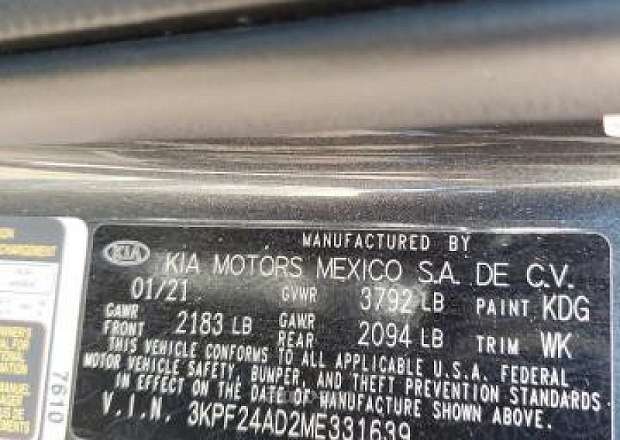 MANUFACTURED BY
KIA KIA MOTORS MEXICO S.A. DE C.V.
01/21 GVWR 3792 LB PAINT KDG
GAWR FRONT 2183 LB GAWR REAR 2094 LB TRIM WK
THIS VEHICLE CONFORMS TO ALL APPLICABLE U.S.A. FEDERAL
MOTOR VEHICLE SAFETY, BUMPER, AND THEFT PREVENTION STANDARDS
IN EFFECT ON THE DATE OF MANUFACTURE SHOWN ABOVE.
V.I.N. 3KPF24AD2ME331639
7610